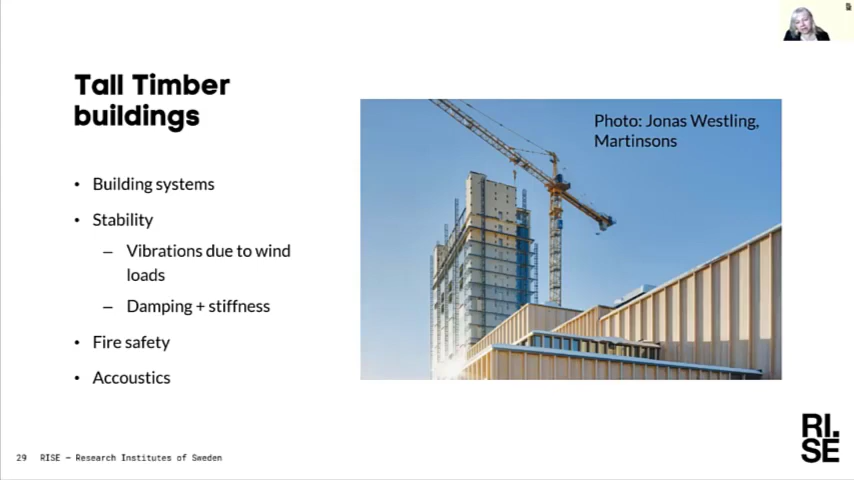 Tall Timber
buildings
• Building systems
• Stability
– Vibrations due to wind
loads
– Damping + stiffness
• Fire safety
• Accoustics
Photo: Jonas Westling,
Martinsons
29 RISE — Research Institutes of Sweden
RI.
SE